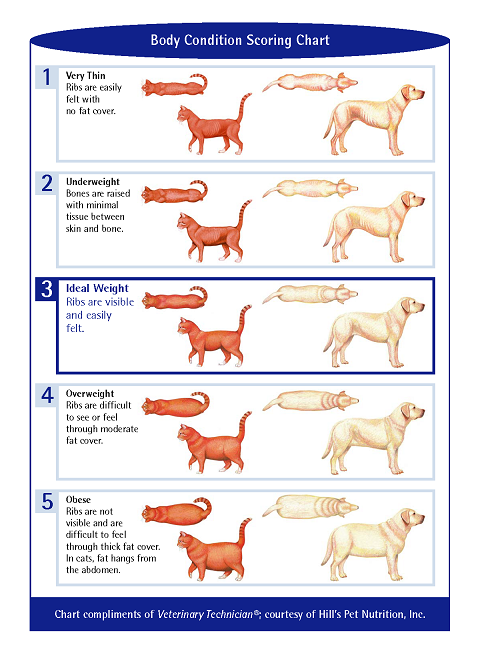 Body Condition Scoring Chart
1
Very Thin
Ribs are easily
felt with
no fat cover.
2
Underweight
Bones are raised
with minimal
tissue between
skin and bone.
3
Ideal Weight
Ribs are visible
and easily
felt.
4
Overweight
Ribs are difficult
to see or feel
through moderate
fat cover.
5
Obese
Ribs are not
visible and are
difficult to feel
through thick fat cover.
In cats, fat hangs from
the abdomen.
Chart compliments of Veterinary Technician®; courtesy of Hill's Pet Nutrition, Inc.